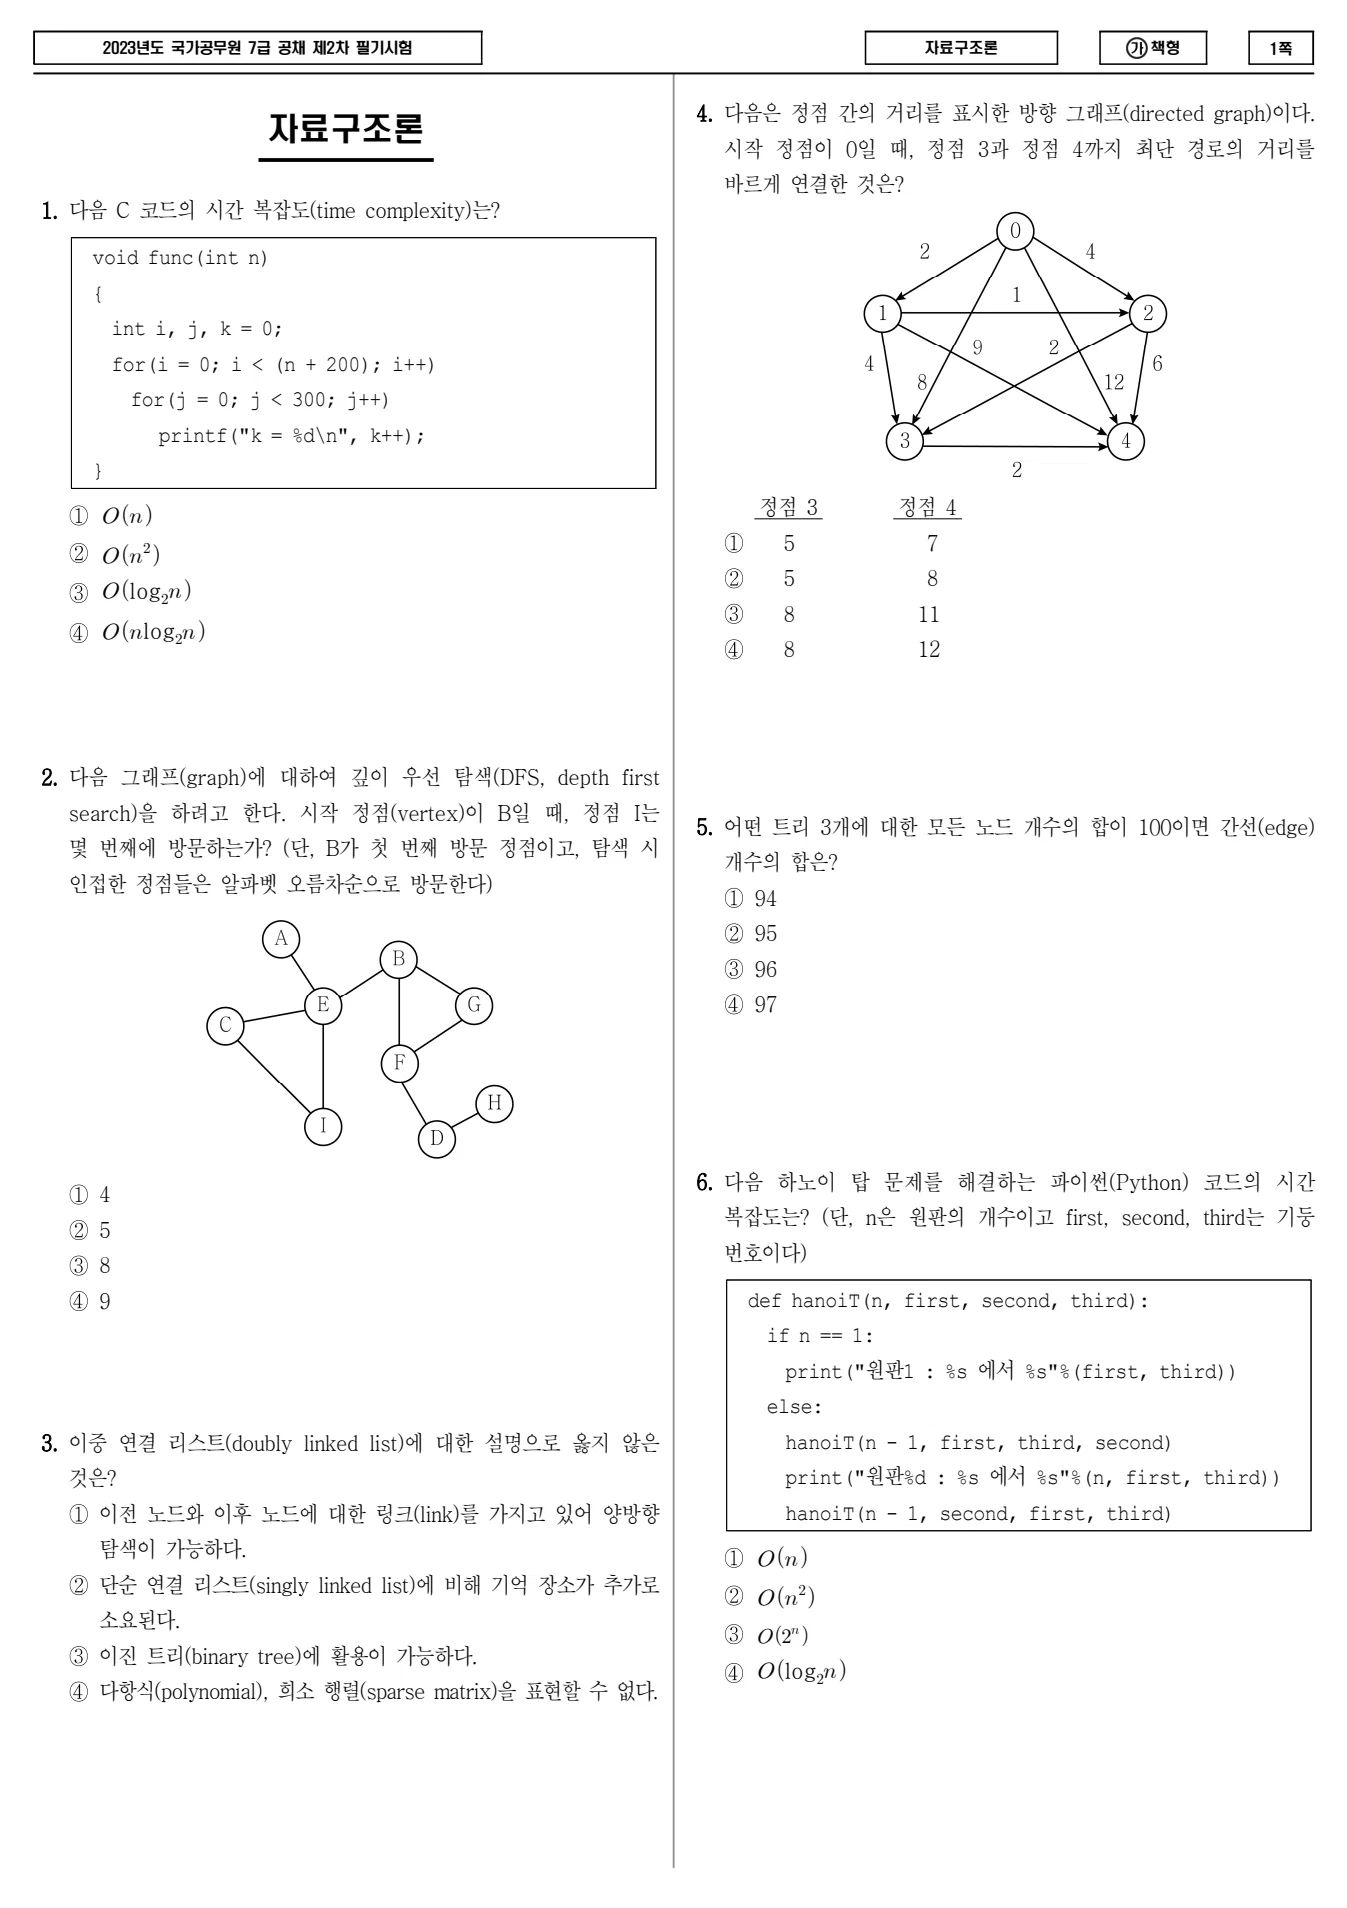 2023년도 국가공무원 7급 공채 제2차 필기시험
자료구조론
㉮ 책형
1쪽
자료구조론
1. 다음 C 코드의 시간 복잡도(time complexity)는?
void func(int n)
{
int i, j, k = 0;
for(i = 0; i < (n + 200); i++)
for(j = 0; j < 300; j++)
printf("k = %d\n", k++);
}
① O(n)
② O(n²)
③ O(log₂n)
④ O(nlog₂n)
2. 다음 그래프(graph)에 대하여 깊이 우선 탐색(DFS, depth first
search)을 하려고 한다. 시작 정점(vertex)이 B일 때, 정점 I는
몇 번째에 방문하는가? (단, B가 첫 번째 방문 정점이고, 탐색 시
인접한 정점들은 알파벳 오름차순으로 방문한다)
A
B
E
G
C
F
H
I
D
① 4
② 5
③ 8
④ 9
3. 이중 연결 리스트(doubly linked list)에 대한 설명으로 옳지 않은
것은?
① 이전 노드와 이후 노드에 대한 링크(link)를 가지고 있어 양방향
탐색이 가능하다.
② 단순 연결 리스트(singly linked list)에 비해 기억 장소가 추가로
소요된다.
③ 이진 트리(binary tree)에 활용이 가능하다.
④ 다항식(polynomial), 희소 행렬(sparse matrix)을 표현할 수 없다.
4. 다음은 정점 간의 거리를 표시한 방향 그래프(directed graph)이다.
시작 정점이 0일 때, 정점 3과 정점 4까지 최단 경로의 거리를
바르게 연결한 것은?
0
2 4
1
1 2
9 2
4 8 12 6
3 4
2
정점 3 정점 4
① 5 7
② 5 8
③ 8 11
④ 8 12
5. 어떤 트리 3개에 대한 모든 노드 개수의 합이 100이면 간선(edge)
개수의 합은?
① 94
② 95
③ 96
④ 97
6. 다음 하노이 탑 문제를 해결하는 파이썬(Python) 코드의 시간
복잡도는? (단, n은 원판의 개수이고 first, second, third는 기둥
번호이다)
def hanoiT(n, first, second, third):
if n == 1:
print("원판1 : %s 에서 %s"%(first, third))
else:
hanoiT(n - 1, first, third, second)
print("원판%d : %s 에서 %s"%(n, first, third))
hanoiT(n - 1, second, first, third)
① O(n)
② O(n²)
③ O(2ⁿ)
④ O(log₂n)